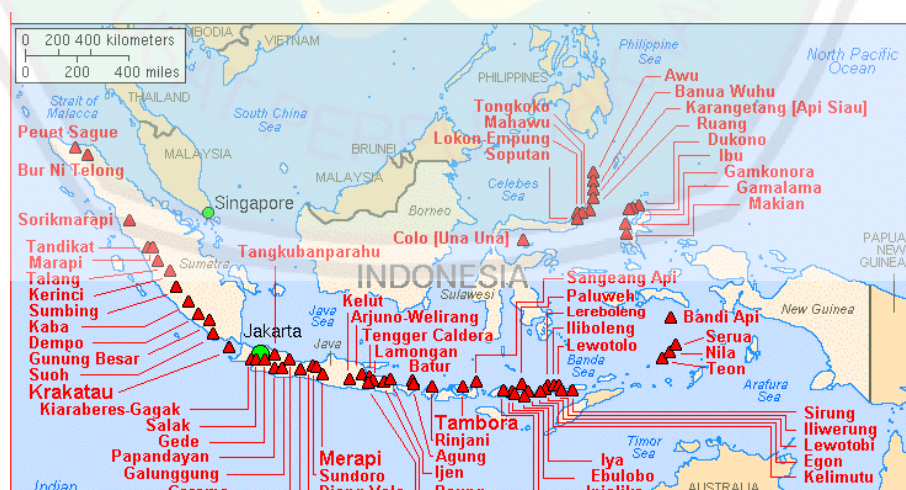 0 200 400 kilometers
0 200 400 miles
VIETNAM
THAILAND
Strait of
Malacca
South China
Sea
PHILIPPINES
Philippine
Sea
North Pacific
Ocean
BRUNEI
MALAYSIA
MALAYSIA
Celebes
Sea
Borneo
Singapore
Sumatra
INDONESIA
Sulawesi
Java
Sea
Java
Jakarta
Banda
Sea
Timor
Sea
Arafura
Sea
New Guinea
PAPUA
NEW
GUINEA
AUSTRALIA
Indian
Peuet Sague
Bur Ni Telong
Sorikmarapi
Tandikat
Marapi
Talang
Kerinci
Sumbing
Kaba
Dempo
Gunung Besar
Suoh
Krakatau
Kiaraberes-Gagak
Salak
Gede
Papandayan
Galunggung
Tangkubanparahu
Merapi
Sundoro
Kelut
Arjuno-Welirang
Tengger Caldera
Lamongan
Batur
Tambora
Rinjani
Agung
Ijen
Colo [Una Una]
Tongkoko
Mahawu
Lokon Empung
Soputan
Awu
Banua Wuhu
Karangetang [Api Siau]
Ruang
Dukono
Ibu
Gamkonora
Gamalama
Makian
Sangeang Api
Paluweh
Lereboleng
Iliboleng
Lewotolo
Bandi Api
Serua
Nila
Teon
Sirung
Iliwerung
Lewotobi
Egon
Kelimutu
Iya
Ebulobo